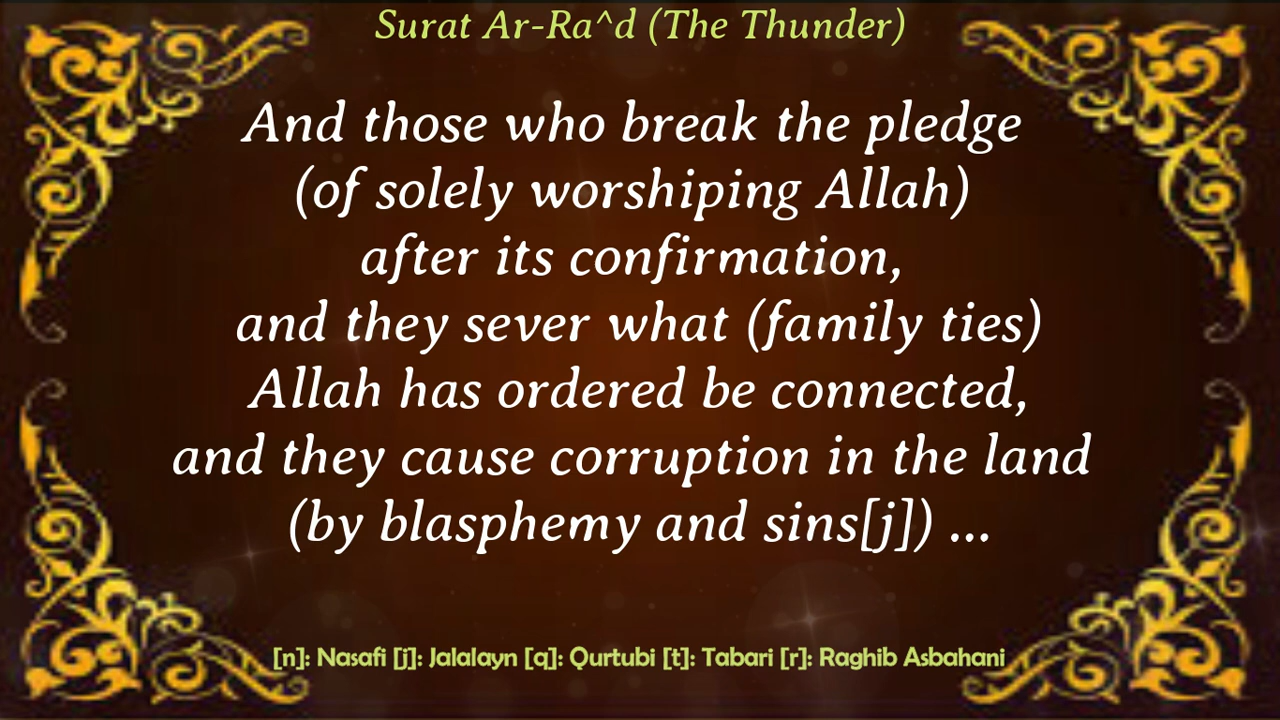 Surat Ar-Ra^d (The Thunder)
And those who break the pledge
(of solely worshiping Allah)
after its confirmation,
and they sever what (family ties)
Allah has ordered be connected,
and they cause corruption in the land
(by blasphemy and sins[j]) ...
[n]: Nasafi [j]: Jalalayn [q]: Qurtubi [t]: Tabari [r]: Raghib Asbahani